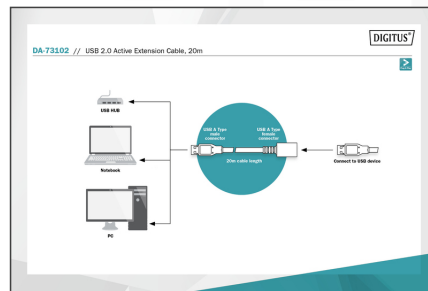 DIGITUS®
DA-73102 // USB 2.0 Active Extension Cable, 20m
USB HUB
USB A Type
male
connector
USB A Type
female
connector
20m cable length
Connect to USB device
Notebook
PC